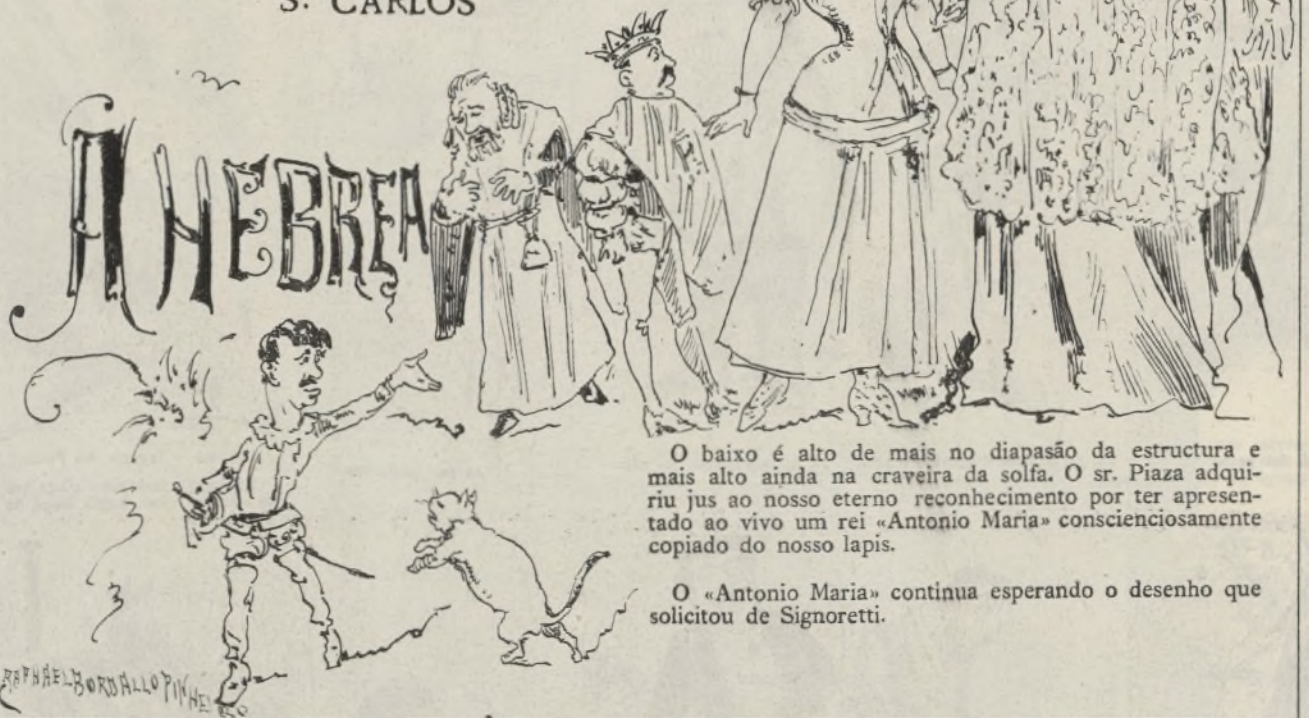 S. CARLOS
A HEBREA
O baixo é alto de mais no diapasão da estructura e
mais alto ainda na craveira da solfa. O sr. Piaza adqui-
riu jus ao nosso eterno reconhecimento por ter apresen-
tado ao vivo um rei «Antonio Maria» conscienciosamente
copiado do nosso lapis.
O «Antonio Maria» continua esperando o desenho que
solicitou de Signoretti.
RAPHAEL BORDALLO PINHEIRO